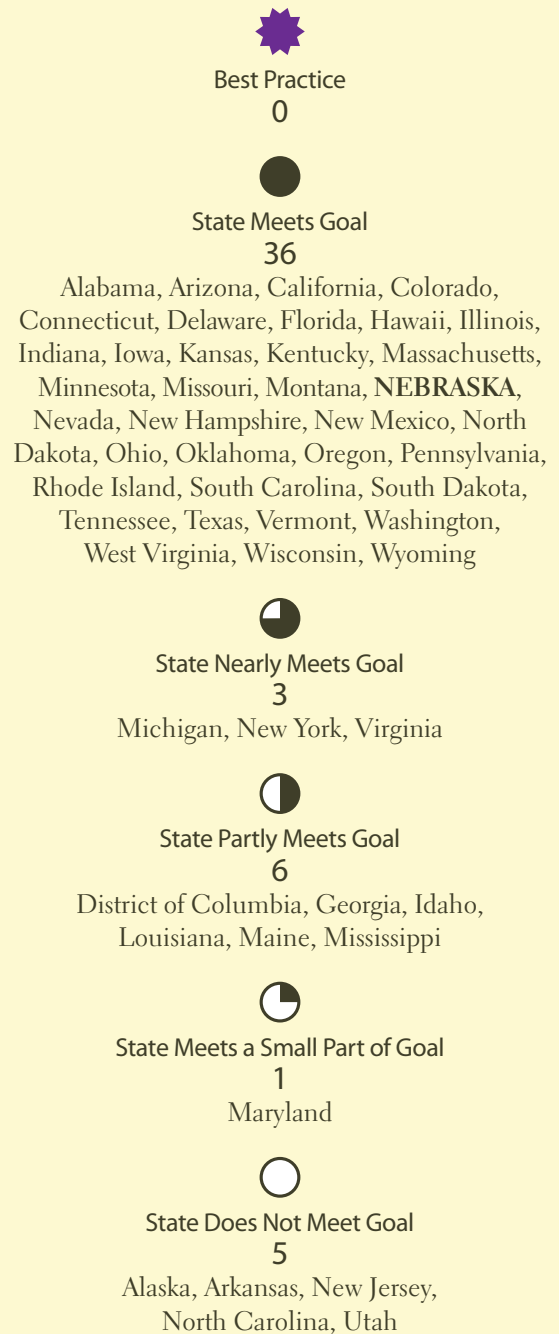 Best Practice
0
State Meets Goal
36
Alabama, Arizona, California, Colorado,
Connecticut, Delaware, Florida, Hawaii, Illinois,
Indiana, Iowa, Kansas, Kentucky, Massachusetts,
Minnesota, Missouri, Montana, NEBRASKA,
Nevada, New Hampshire, New Mexico, North
Dakota, Ohio, Oklahoma, Oregon, Pennsylvania,
Rhode Island, South Carolina, South Dakota,
Tennessee, Texas, Vermont, Washington,
West Virginia, Wisconsin, Wyoming
State Nearly Meets Goal
3
Michigan, New York, Virginia
State Partly Meets Goal
6
District of Columbia, Georgia, Idaho,
Louisiana, Maine, Mississippi
State Meets a Small Part of Goal
1
Maryland
State Does Not Meet Goal
5
Alaska, Arkansas, New Jersey,
North Carolina, Utah